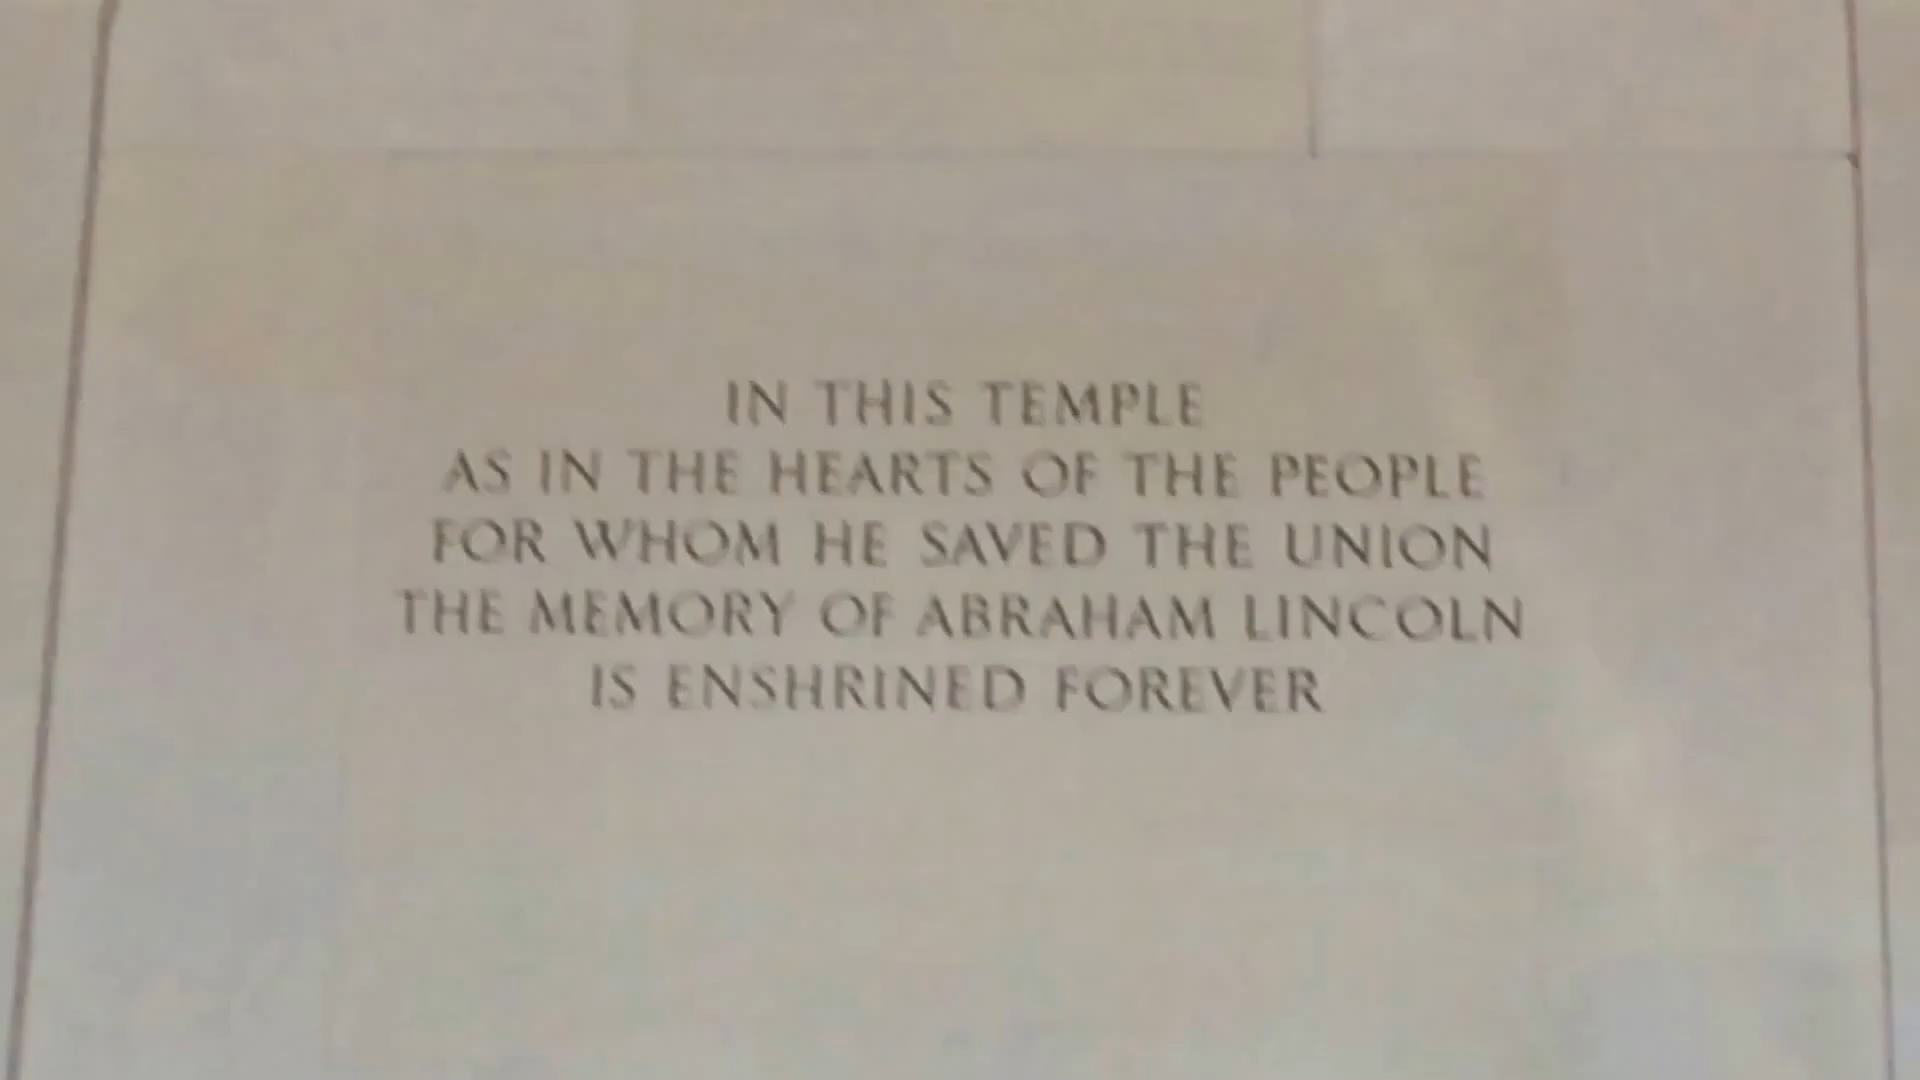 IN THIS TEMPLE
AS IN THE HEARTS OF THE PEOPLE
FOR WHOM HE SAVED THE UNION
THE MEMORY OF ABRAHAM LINCOLN
IS ENSHRINED FOREVER